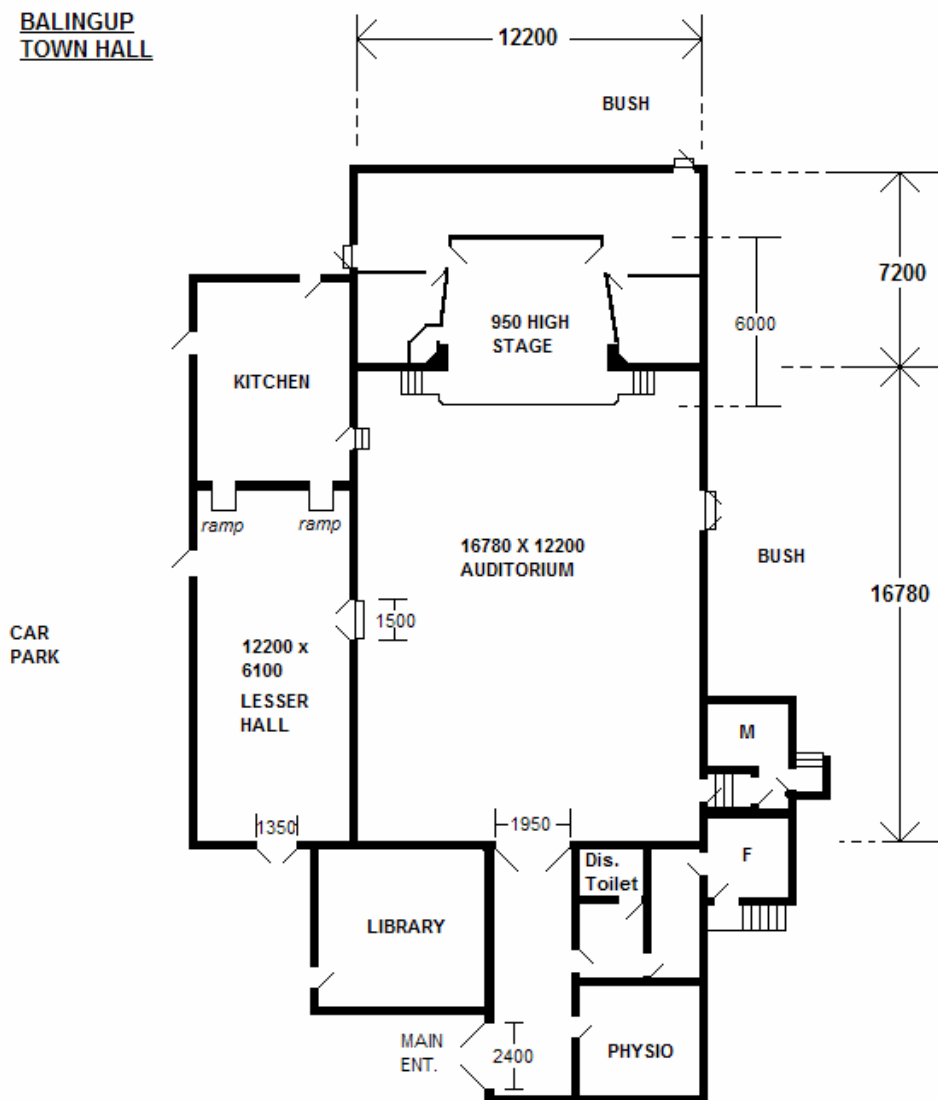 BALINGUP
TOWN HALL
12200
BUSH
7200
950 HIGH
STAGE
6000
KITCHEN
ramp
ramp
16780 X 12200
AUDITORIUM
BUSH
16780
1500
CAR
PARK
12200 x
6100
LESSER
HALL
M
1350
1950
Dis.
Toilet
F
LIBRARY
MAIN
ENT.
2400
PHYSIO